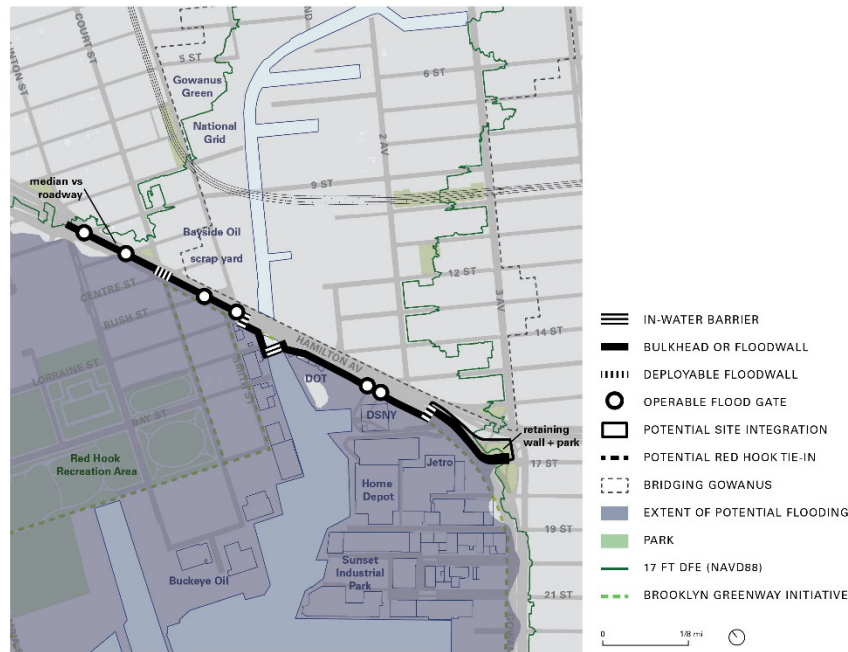 COURT ST
5 ST
Gowanus
Green
6 ST
National
Grid
2 AV
9 ST
median vs
roadway
Bayside Oil
scrap yard
CENTRE ST
BUSH ST
12 ST
3 AV
14 ST
HAMILTON AV
SMITH ST
LORRAINE ST
DOT
BAY ST
DSNY
retaining
wall + park
Red Hook
Recreation Area
Jetro
17 ST
Home
Depot
19 ST
Buckeye Oil
Sunset
Industrial
Park
21 ST
IN-WATER BARRIER
BULKHEAD OR FLOODWALL
DEPLOYABLE FLOODWALL
OPERABLE FLOOD GATE
POTENTIAL SITE INTEGRATION
POTENTIAL RED HOOK TIE-IN
BRIDGING GOWANUS
EXTENT OF POTENTIAL FLOODING
PARK
17 FT DFE (NAVD88)
BROOKLYN GREENWAY INITIATIVE
0 1/8 mi